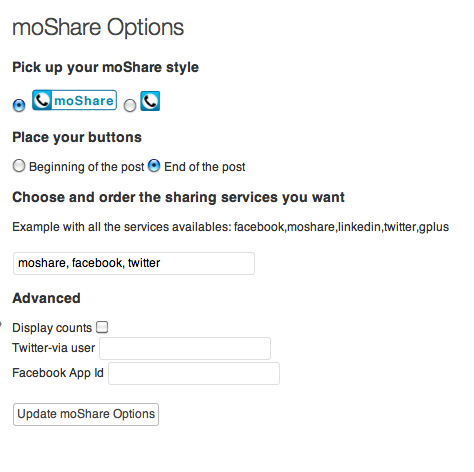 moShare Options
Pick up your moShare style
moShare
Place your buttons
Beginning of the post End of the post
Choose and order the sharing services you want
Example with all the services availables: facebook,moshare,linkedin,twitter,gplus
moshare, facebook, twitter
Advanced
Display counts
Twitter-via user
Facebook App Id
Update moShare Options